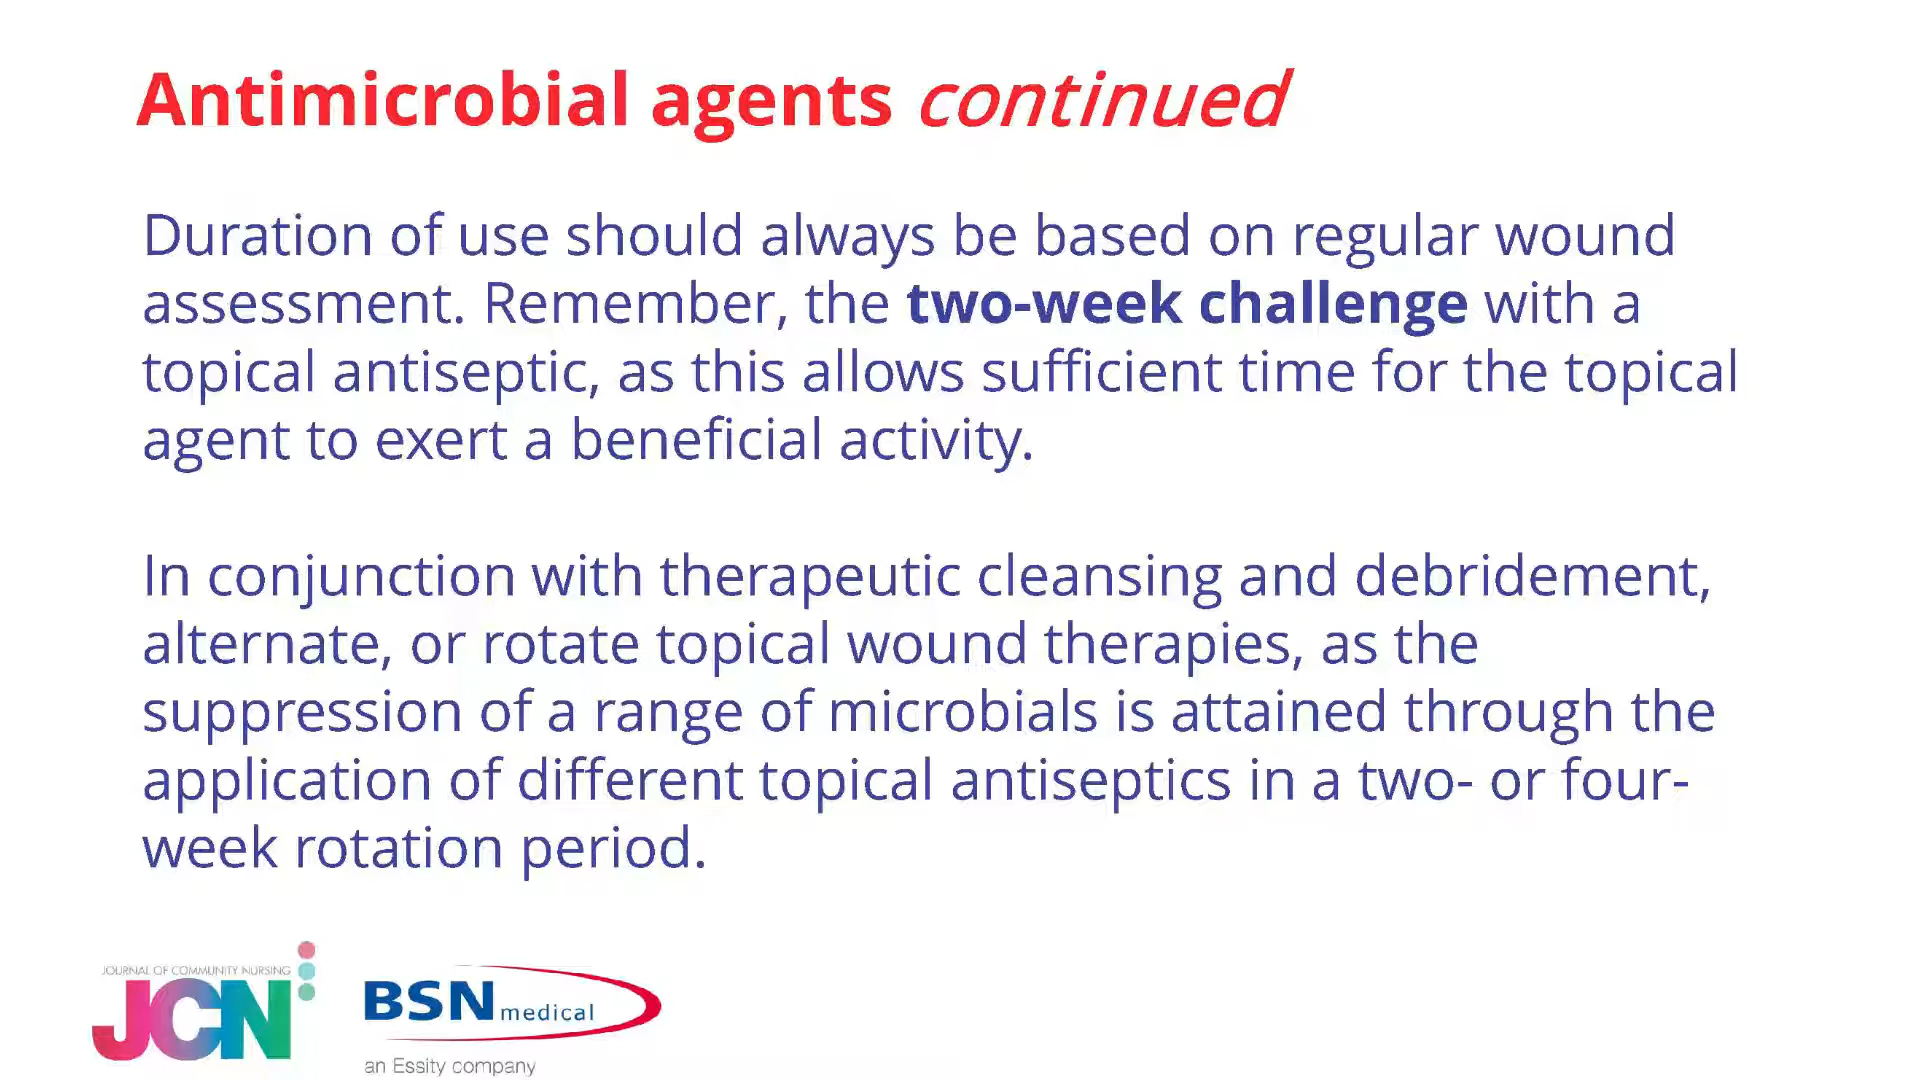 Antimicrobial agents continued
Duration of use should always be based on regular wound
assessment. Remember, the two-week challenge with a
topical antiseptic, as this allows sufficient time for the topical
agent to exert a beneficial activity.
In conjunction with therapeutic cleansing and debridement,
alternate, or rotate topical wound therapies, as the
suppression of a range of microbials is attained through the
application of different topical antiseptics in a two- or four-
week rotation period.
JOURNAL OF COMMUNITY NURSING
JCN
BSN medical
an Essity company